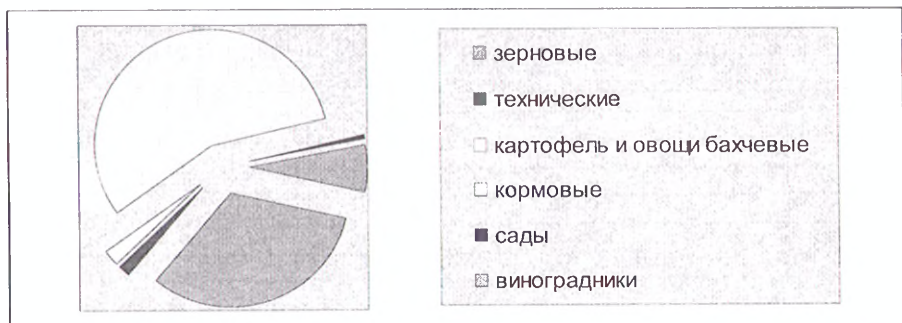 зерновые
технические
картофель и овощи бахчевые
кормовые
сады
виноградники